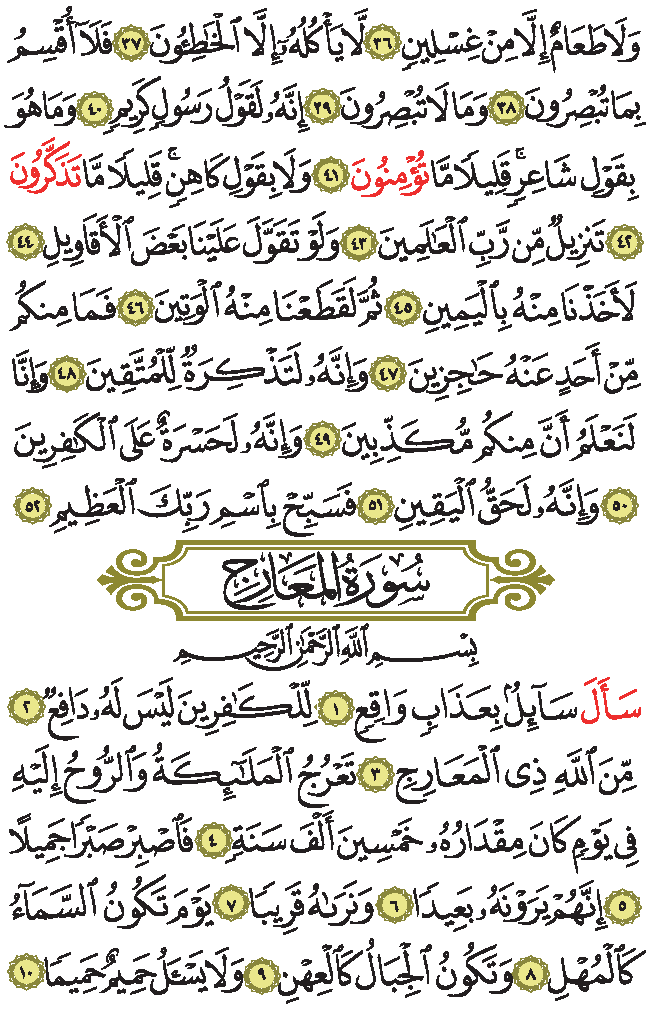 وَلَا طَعَامٌ إِلَّا مِنْ غِسْلِينٍ ٣٦ لَّا يَأْكُلُهُۥٓ إِلَّا ٱلْخَٰطِـُٔونَ ٣٧ فَلَآ أُقْسِمُ
بِمَا تُبْصِرُونَ ٣٨ وَمَا لَا تُبْصِرُونَ ٣٩ إِنَّهُۥ لَقَوْلُ رَسُولٍ كَرِيمٍ ٤٠ وَمَا هُوَ
بِقَوْلِ شَاعِرٍ ۚ قَلِيلًا مَّا تُؤْمِنُونَ ٤١ وَلَا بِقَوْلِ كَاهِنٍ ۚ قَلِيلًا مَّا تَذَكَّرُونَ
٤٢ تَنزِيلٌ مِّن رَّبِّ ٱلْعَٰلَمِينَ ٤٣ وَلَوْ تَقَوَّلَ عَلَيْنَا بَعْضَ ٱلْأَقَاوِيلِ ٤٤
لَأَخَذْنَا مِنْهُ بِٱلْيَمِينِ ٤٥ ثُمَّ لَقَطَعْنَا مِنْهُ ٱلْوَتِينَ ٤٦ فَمَا مِنكُم
مِّنْ أَحَدٍ عَنْهُ حَٰجِزِينَ ٤٧ وَإِنَّهُۥ لَتَذْكِرَةٌ لِّلْمُتَّقِينَ ٤٨ وَإِنَّا
لَنَعْلَمُ أَنَّ مِنكُم مُّكَذِّبِينَ ٤٩ وَإِنَّهُۥ لَحَسْرَةٌ عَلَى ٱلْكَٰفِرِينَ
٥٠ وَإِنَّهُۥ لَحَقُّ ٱلْيَقِينِ ٥١ فَسَبِّحْ بِٱسْمِ رَبِّكَ ٱلْعَظِيمِ ٥٢
سُورَةُ المَعَارِجِ
بِسْمِ ٱللَّهِ ٱلرَّحْمَٰنِ ٱلرَّحِيمِ
سَأَلَ سَآئِلٌۢ بِعَذَابٍ وَاقِعٍ ١ لِّلْكَٰفِرِينَ لَيْسَ لَهُۥ دَافِعٌ ٢
مِّنَ ٱللَّهِ ذِى ٱلْمَعَارِجِ ٣ تَعْرُجُ ٱلْمَلَٰٓئِكَةُ وَٱلرُّوحُ إِلَيْهِ
فِى يَوْمٍ كَانَ مِقْدَارُهُۥ خَمْسِينَ أَلْفَ سَنَةٍ ٤ فَٱصْبِرْ صَبْرًا جَمِيلًا
٥ إِنَّهُمْ يَرَوْنَهُۥ بَعِيدًا ٦ وَنَرَىٰهُ قَرِيبًا ٧ يَوْمَ تَكُونُ ٱلسَّمَآءُ
كَٱلْمُهْلِ ٨ وَتَكُونُ ٱلْجِبَالُ كَٱلْعِهْنِ ٩ وَلَا يَسْـَٔلُ حَمِيمٌ حَمِيمًا ١٠